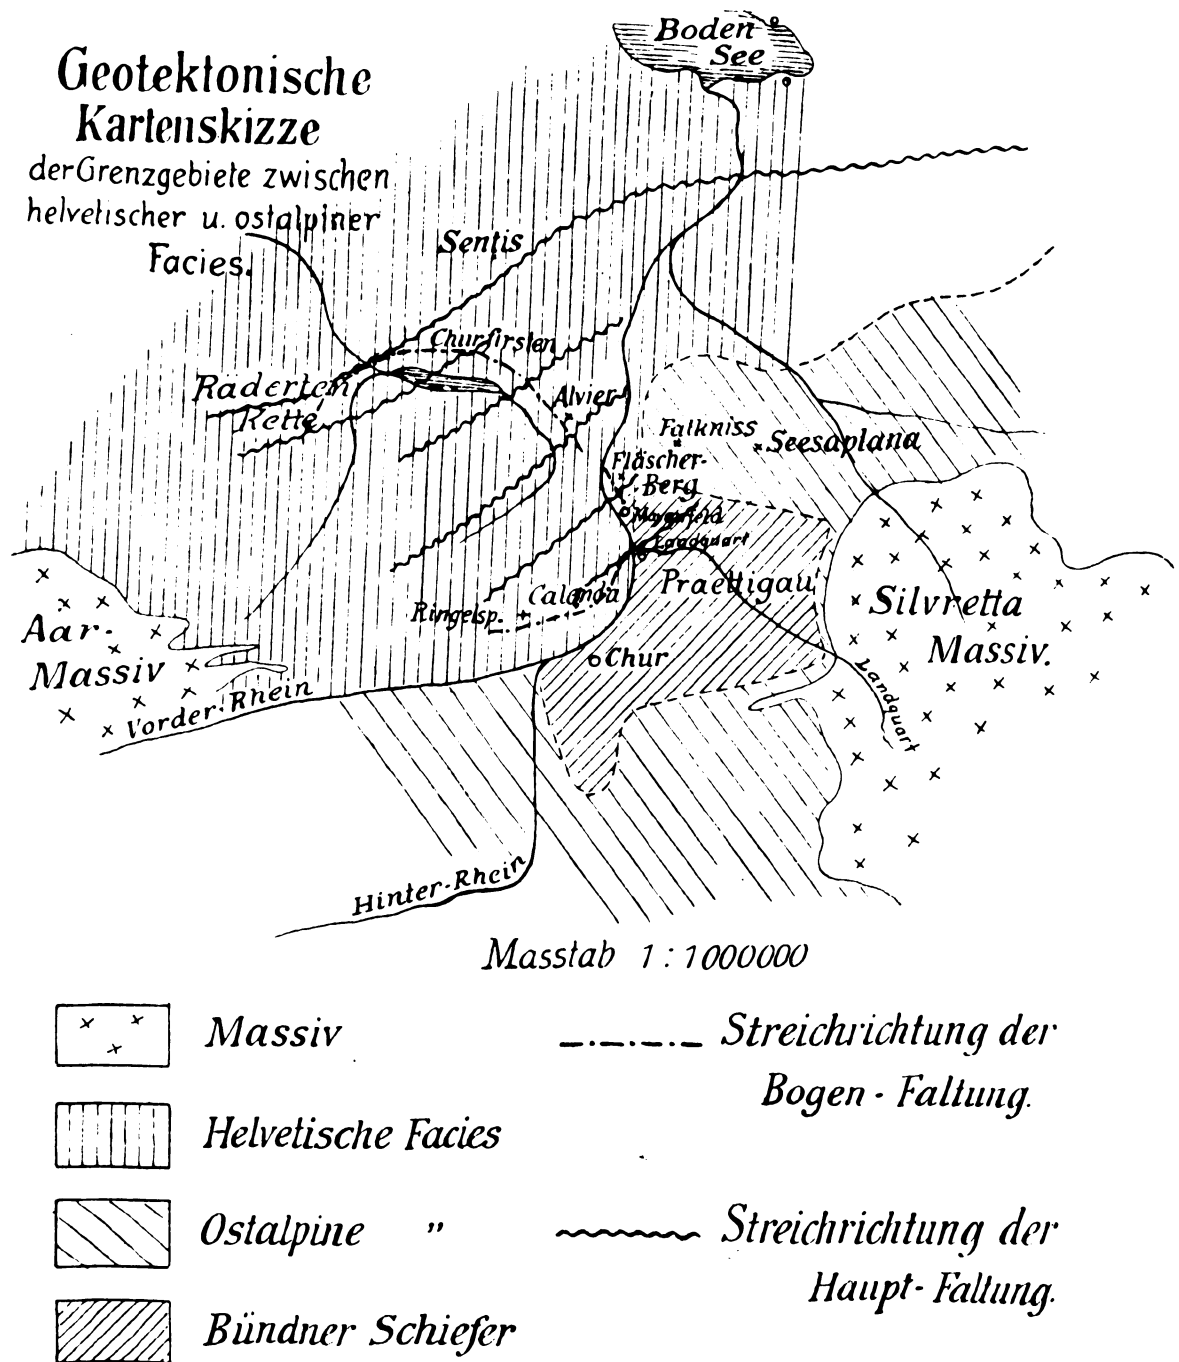 Geotektonische
Kartenskizze
der Grenzgebiete zwischen
helvetischer u. ostalpiner
Facies.
Boden
See
Sentis
Churfirsten
Raderten
Kette
Alvier
Falkniss
Seesaplana
Fläscher-
Berg
Mayenfeld
Landquart
Praettigau
Calanda
Ringelsp.
Chur
Aar-
Massiv
Silvretta
Massiv.
Landquart
Vorder-Rhein
Hinter-Rhein
Masstab 1:1000000
Massiv
Streichrichtung der
Bogen-Faltung.
Helvetische Facies
Ostalpine "
Streichrichtung der
Haupt-Faltung.
Bündner Schiefer